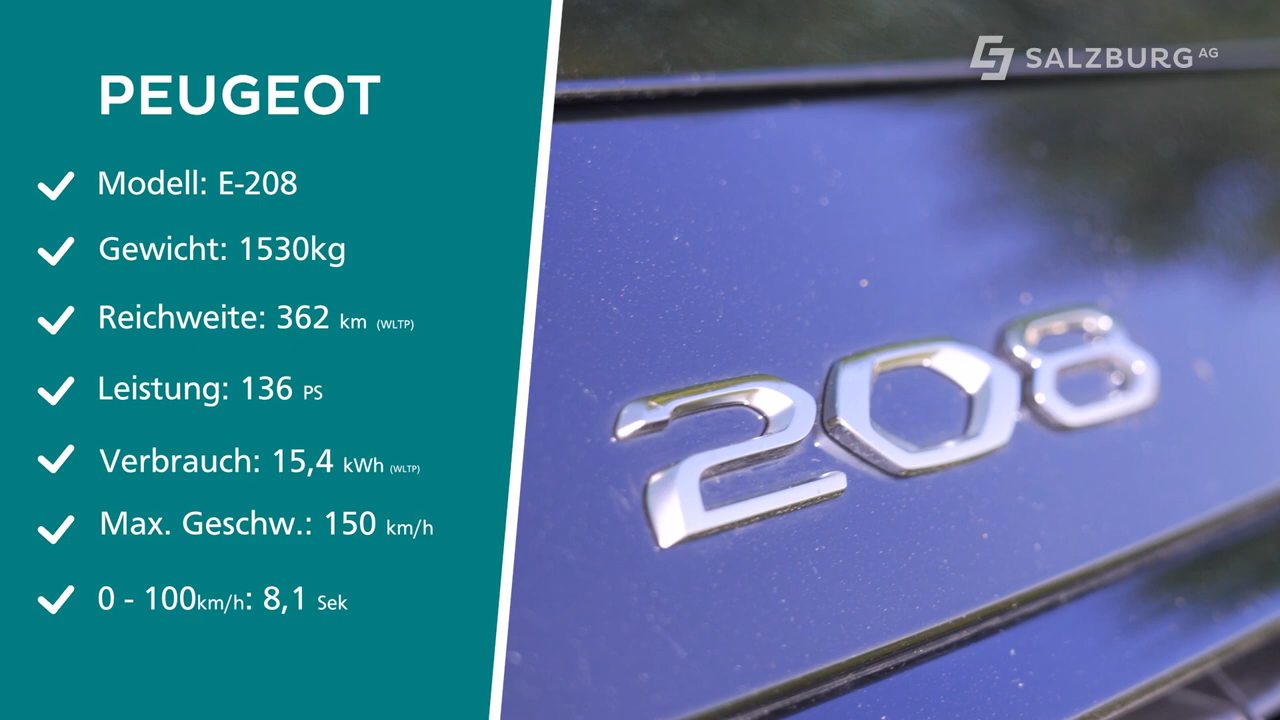 PEUGEOT
Modell: E-208
Gewicht: 1530kg
Reichweite: 362 km (WLTP)
Leistung: 136 PS
Verbrauch: 15,4 kWh (WLTP)
Max. Geschw.: 150 km/h
0 - 100km/h: 8,1 Sek
SALZBURG AG
208